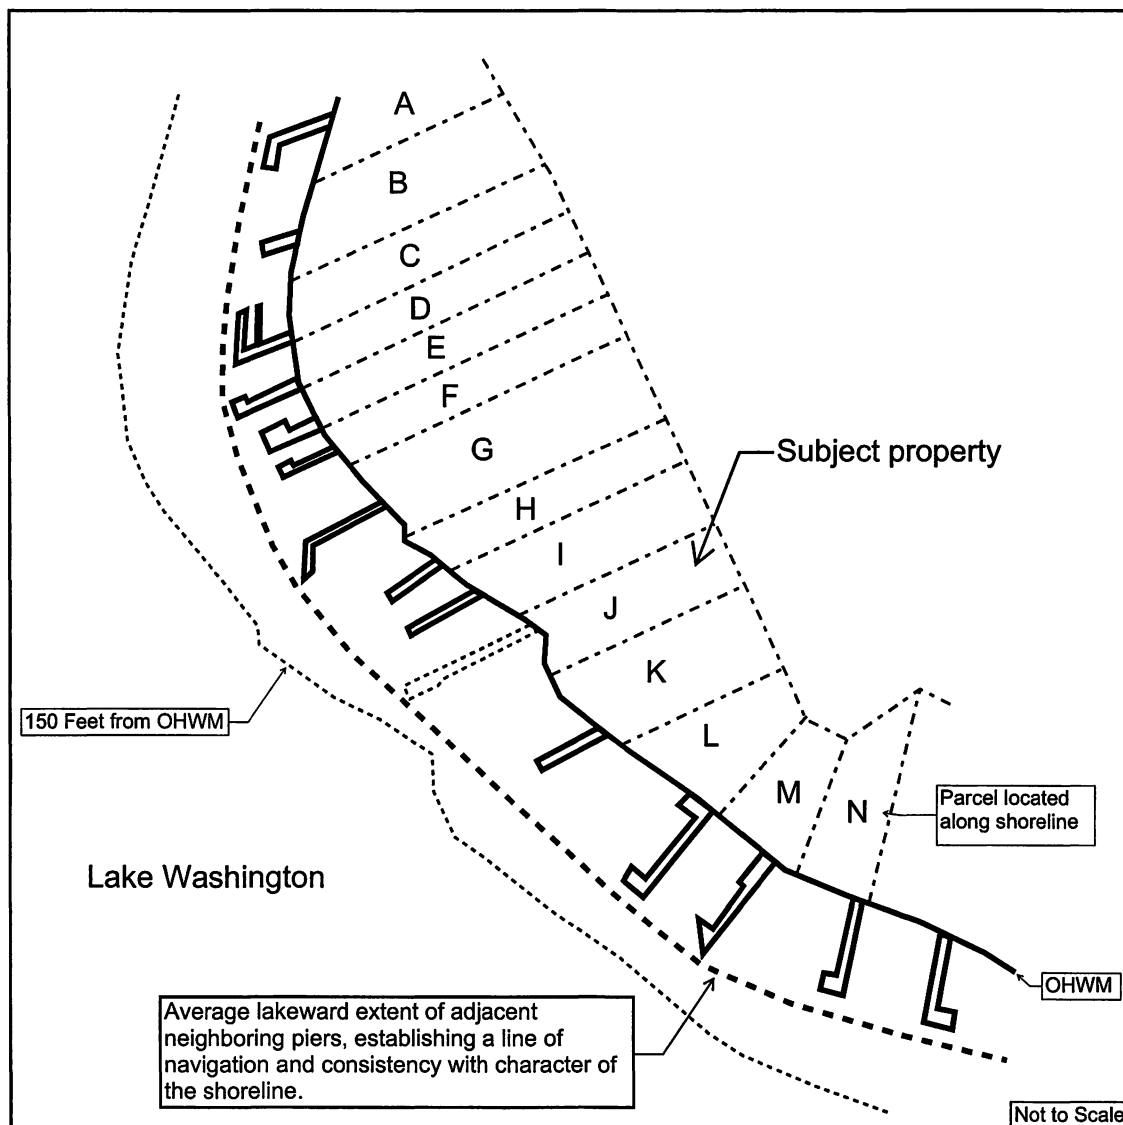 A
B
C
D
E
F
G
Subject property
H
I
J
K
150 Feet from OHWM
L
M
N
Parcel located
along shoreline
Lake Washington
OHWM
Average lakeward extent of adjacent
neighboring piers, establishing a line of
navigation and consistency with character of
the shoreline.
Not to Scale